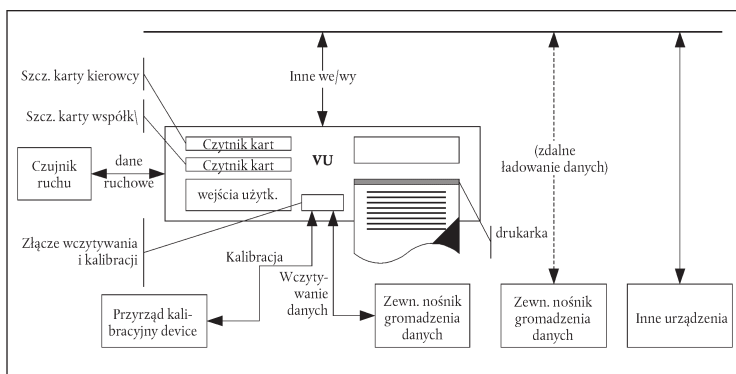 Inne we/wy
Szcz. karty kierowcy
Szcz. karty współk\
Czytnik kart
Czytnik kart
VU
wejścia użytk.
(zdalne
ładowanie danych)
Czujnik
ruchu
dane
ruchowe
drukarka
Złącze wczytywania
i kalibracji
Kalibracja
Wczyty-
wanie
danych
Przyrząd kali-
bracyjny device
Zewn. nośnik
gromadzenia
danych
Zewn. nośnik
gromadzenia
danych
Inne urządzenia